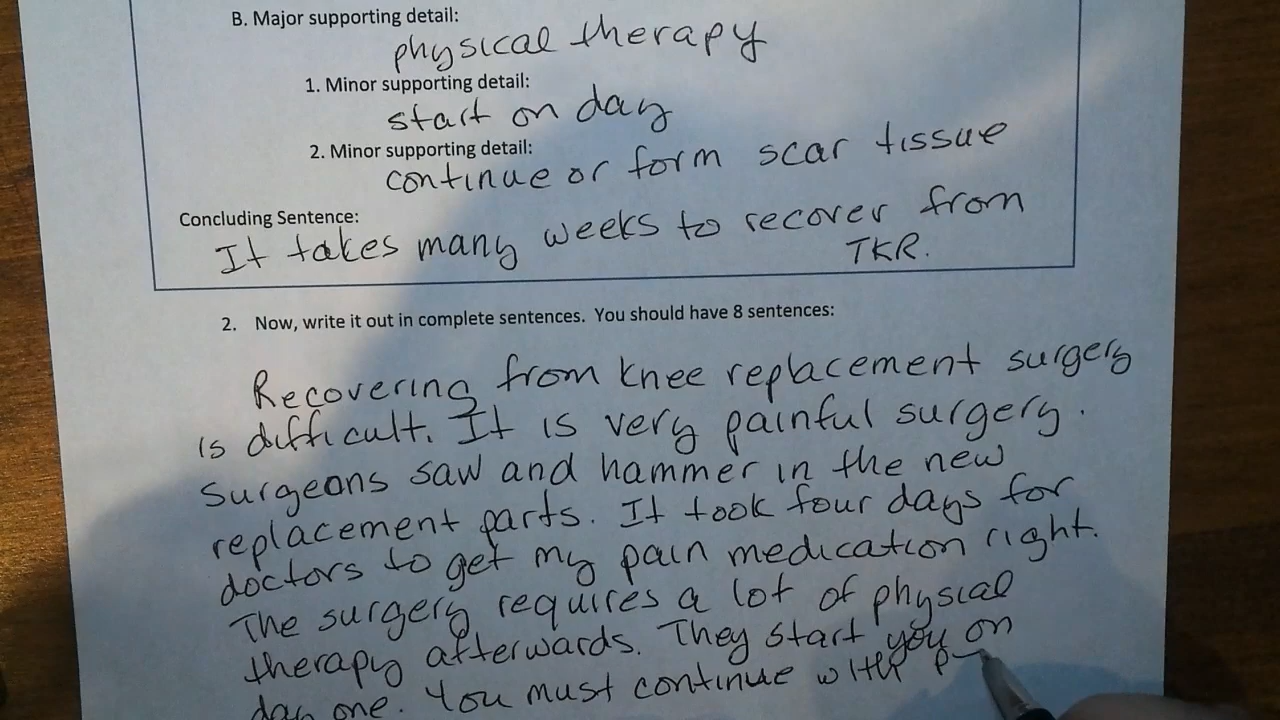 B. Major supporting detail:
physical therapy
1. Minor supporting detail:
start on day
2. Minor supporting detail:
continue or form scar tissue
Concluding Sentence:
It takes many weeks to recover from
TKR.
2. Now, write it out in complete sentences. You should have 8 sentences:
Recovering from knee replacement surgery
is difficult. It is very painful surgery.
Surgeons saw and hammer in the new
replacement parts. It took four days for
doctors to get my pain medication right.
The surgery requires a lot of physical
therapy afterwards. They start you on
day one. You must continue with p